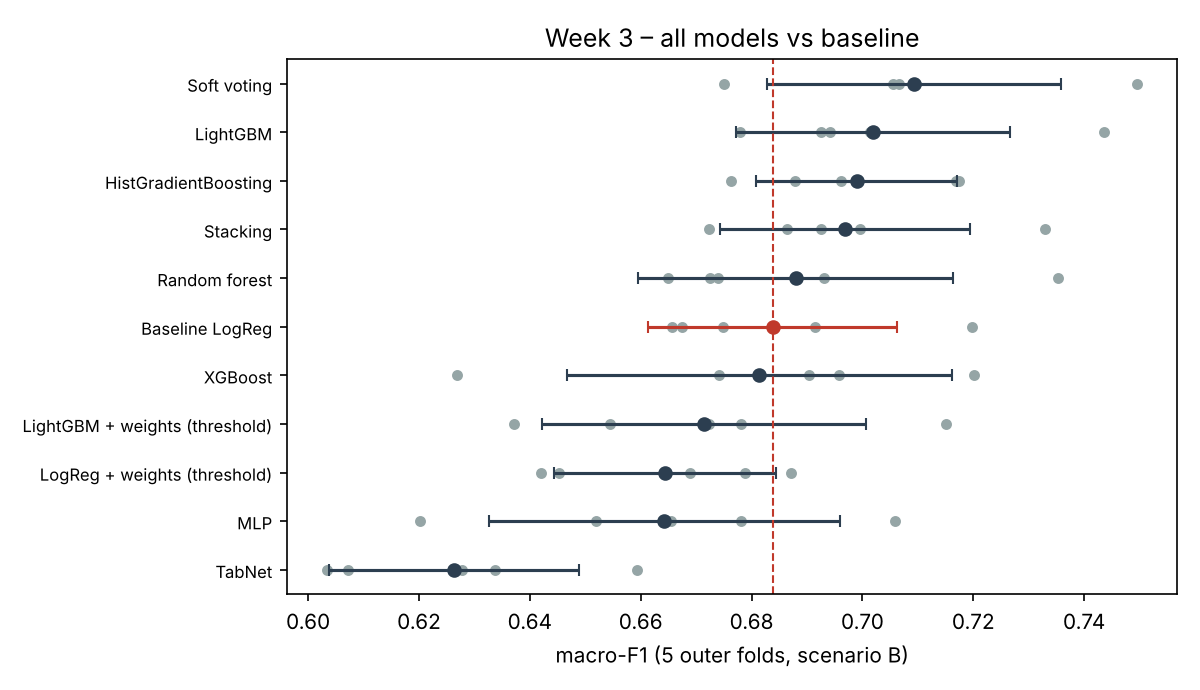 Week 3 – all models vs baseline
Soft voting
LightGBM
HistGradientBoosting
Stacking
Random forest
Baseline LogReg
XGBoost
LightGBM + weights (threshold)
LogReg + weights (threshold)
MLP
TabNet
0.60 0.62 0.64 0.66 0.68 0.70 0.72 0.74
macro-F1 (5 outer folds, scenario B)